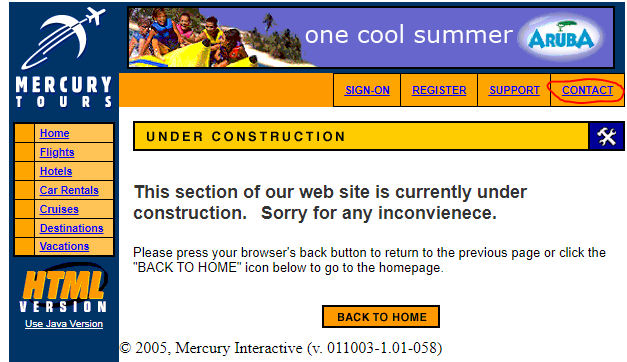 one cool summer ARUBA
MERCURY
TOURS
SIGN-ON REGISTER SUPPORT CONTACT
Home
Flights
Hotels
Car Rentals
Cruises
Destinations
Vacations
HTML
VERSION
Use Java Version
UNDER CONSTRUCTION
This section of our web site is currently under
construction. Sorry for any inconvienece.
Please press your browser's back button to return to the previous page or click the
"BACK TO HOME" icon below to go to the homepage.
BACK TO HOME
© 2005, Mercury Interactive (v. 011003-1.01-058)